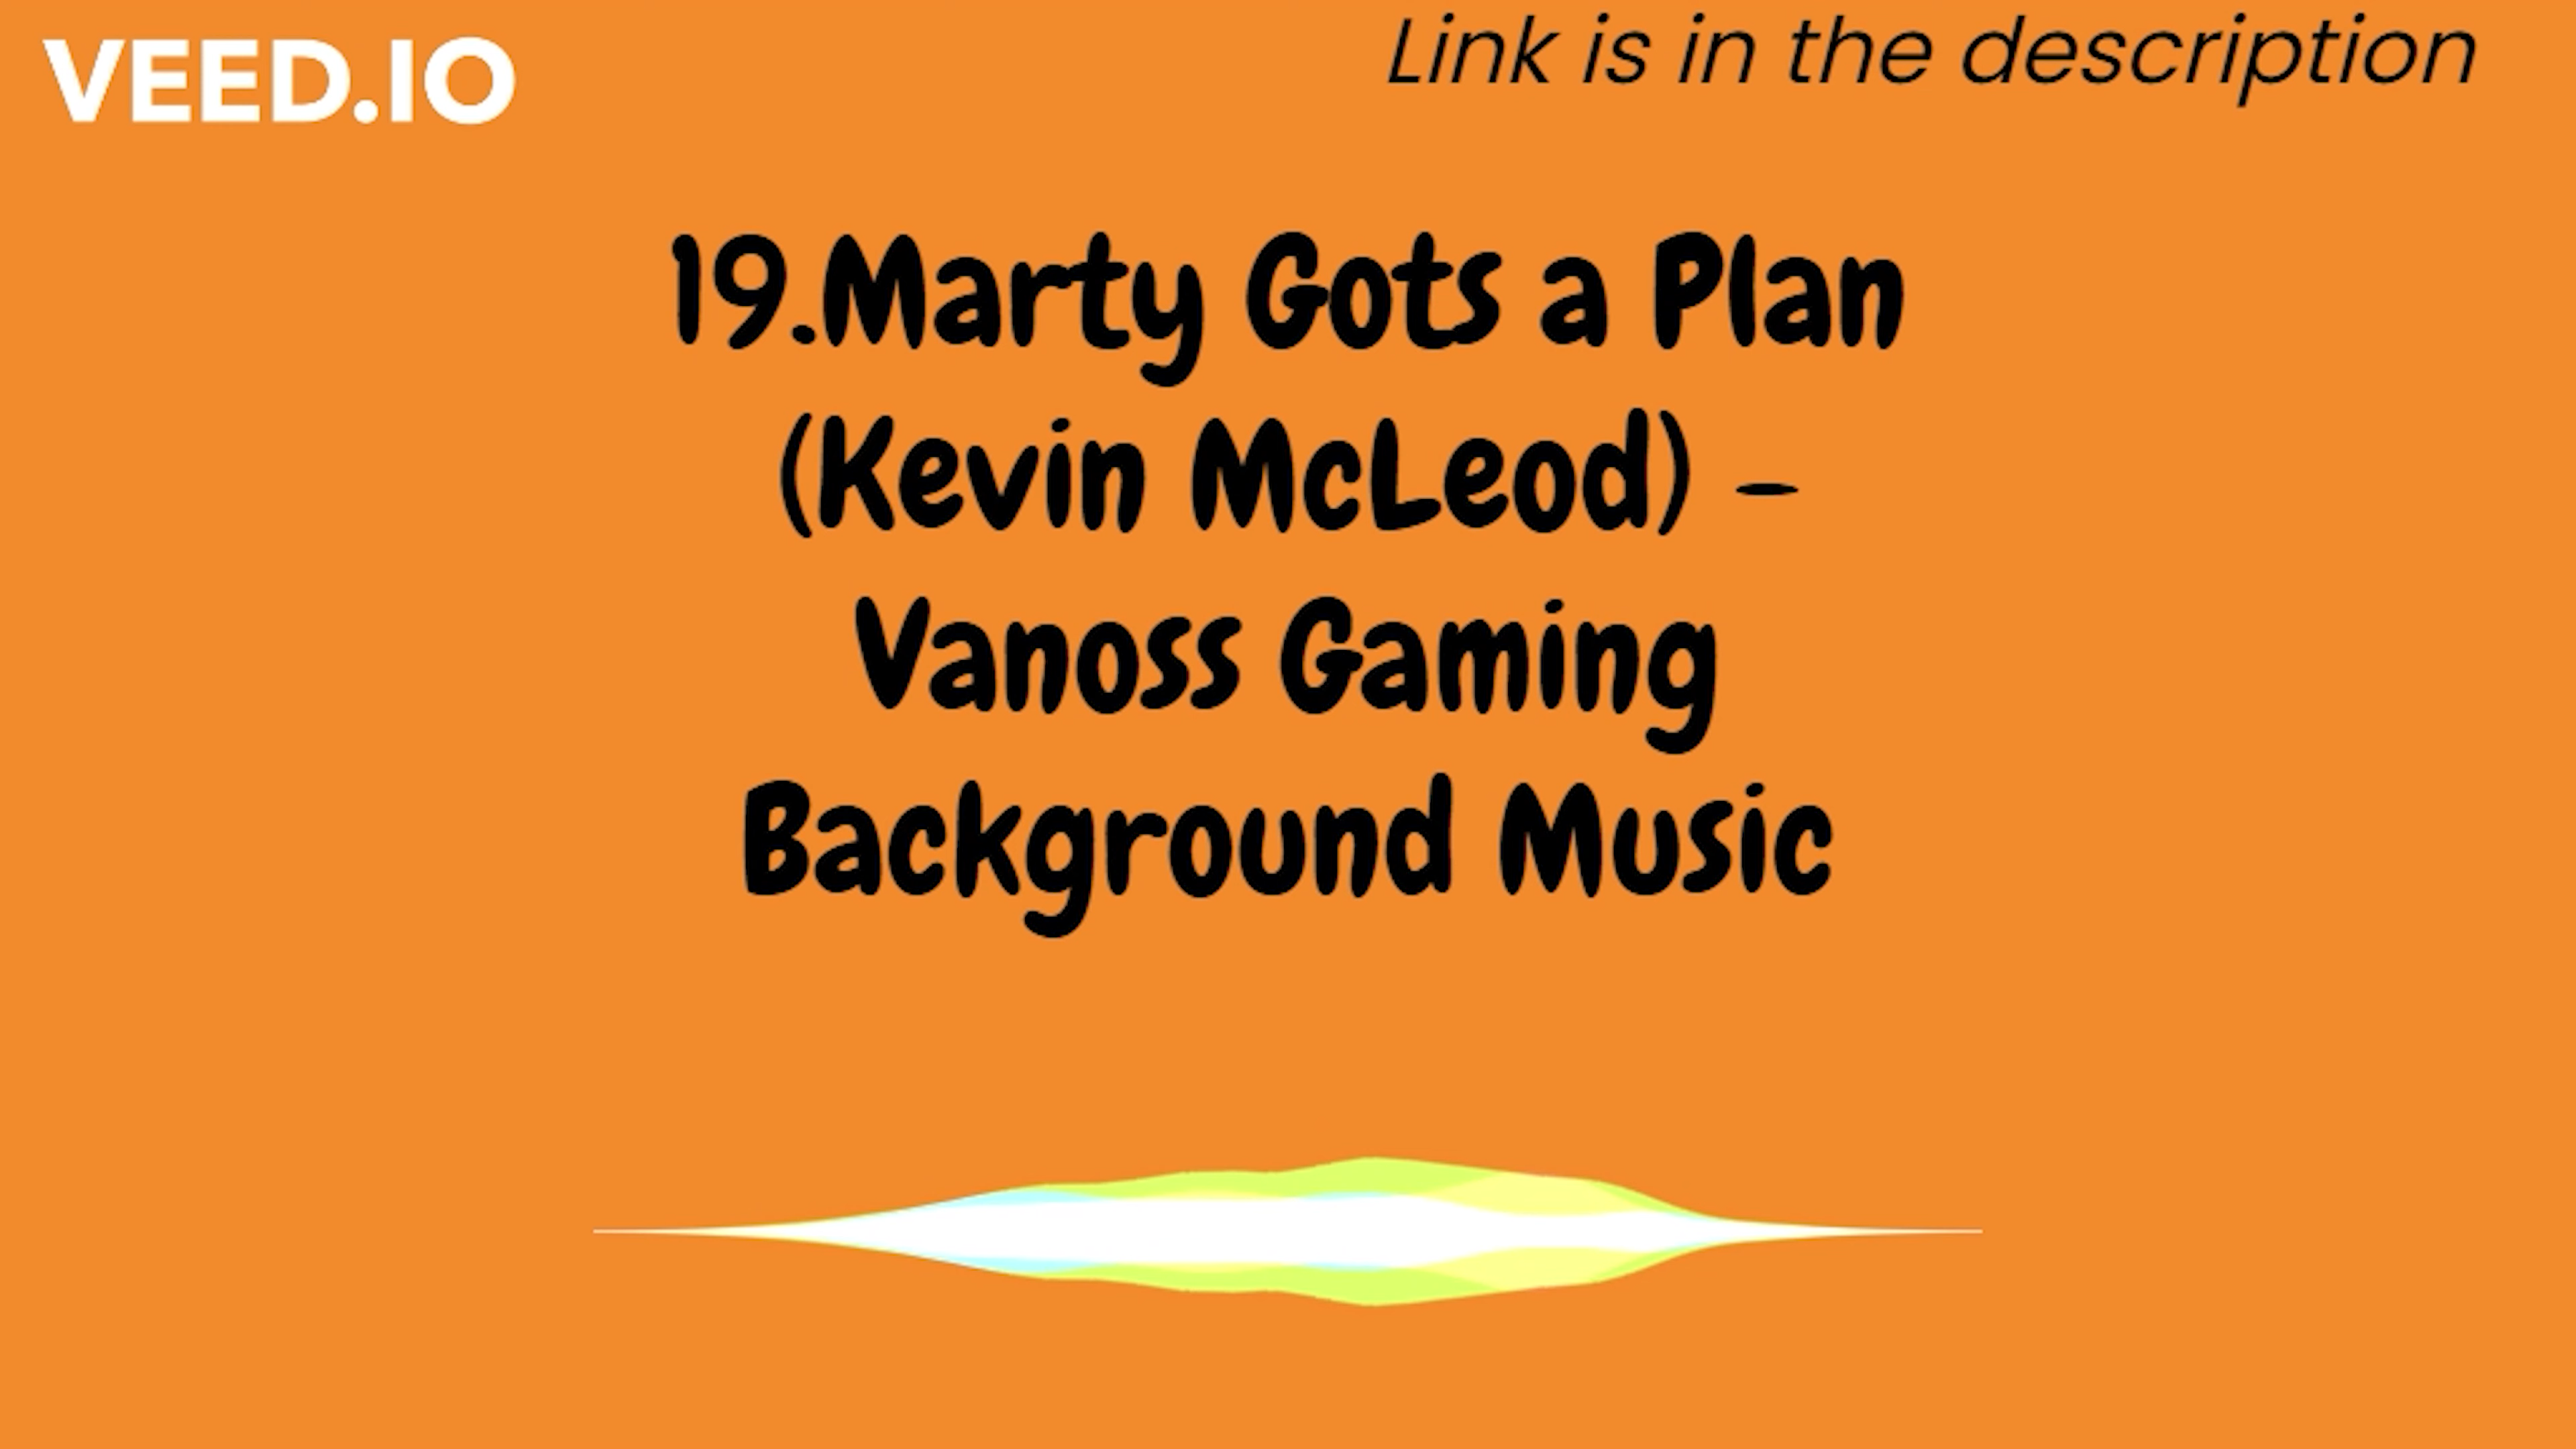 VEED.IO
Link is in the description
19.Marty Gots a Plan
(Kevin McLeod) -
Vanoss Gaming
Background Music